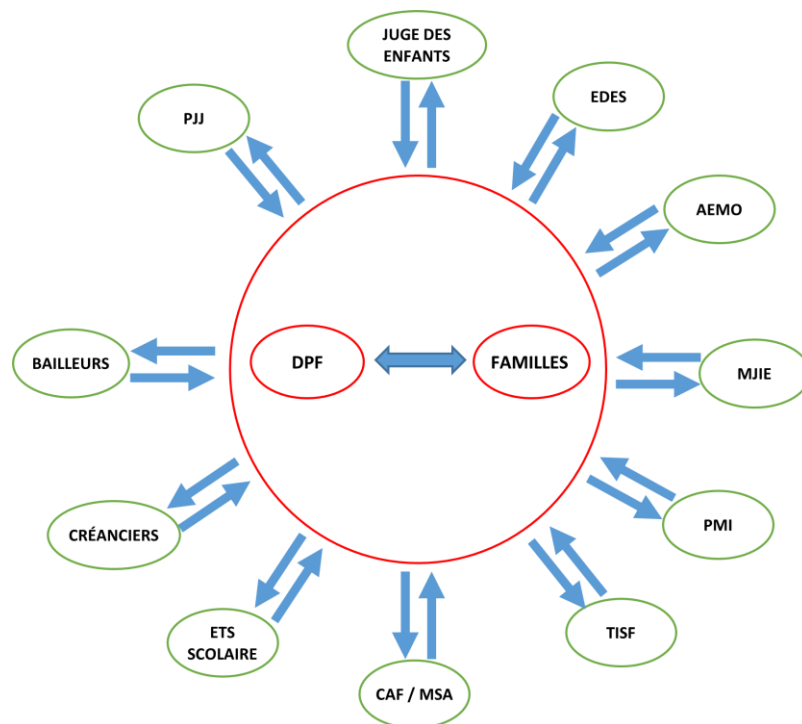 JUGE DES
ENFANTS
EDES
PJJ
AEMO
BAILLEURS
DPF
FAMILLES
MJIE
CRÉANCIERS
PMI
ETS
SCOLAIRE
TISF
CAF / MSA